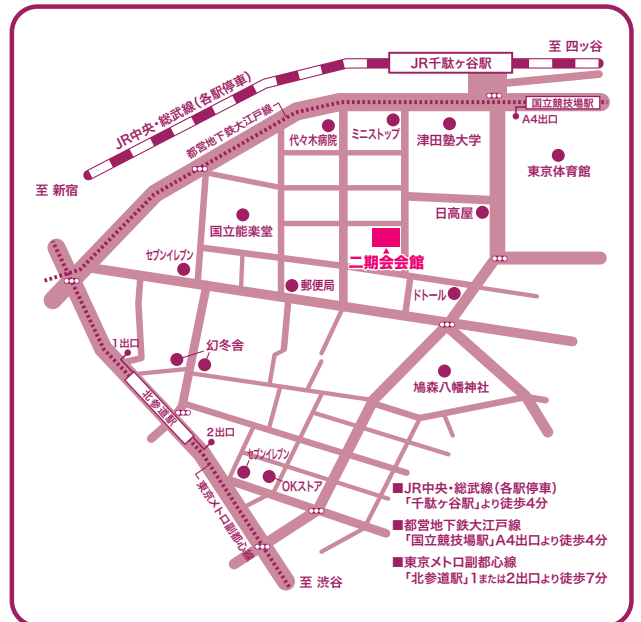 至 四ッ谷
JR千駄ヶ谷駅
JR中央・総武線（各駅停車）
国立競技場駅
都営地下鉄大江戸線
A4出口
代々木病院
ミニストップ
津田塾大学
東京体育館
至 新宿
日高屋
国立能楽堂
セブンイレブン
二期会会館
郵便局
ドトール
1出口
幻冬舎
鳩森八幡神社
北参道駅
2出口
セブンイレブン
OKストア
東京メトロ副都心線
至 渋谷
■JR中央・総武線（各駅停車）
「千駄ヶ谷駅」より徒歩4分
■都営地下鉄大江戸線
「国立競技場駅」A4出口より徒歩4分
■東京メトロ副都心線
「北参道駅」1または2出口より徒歩7分